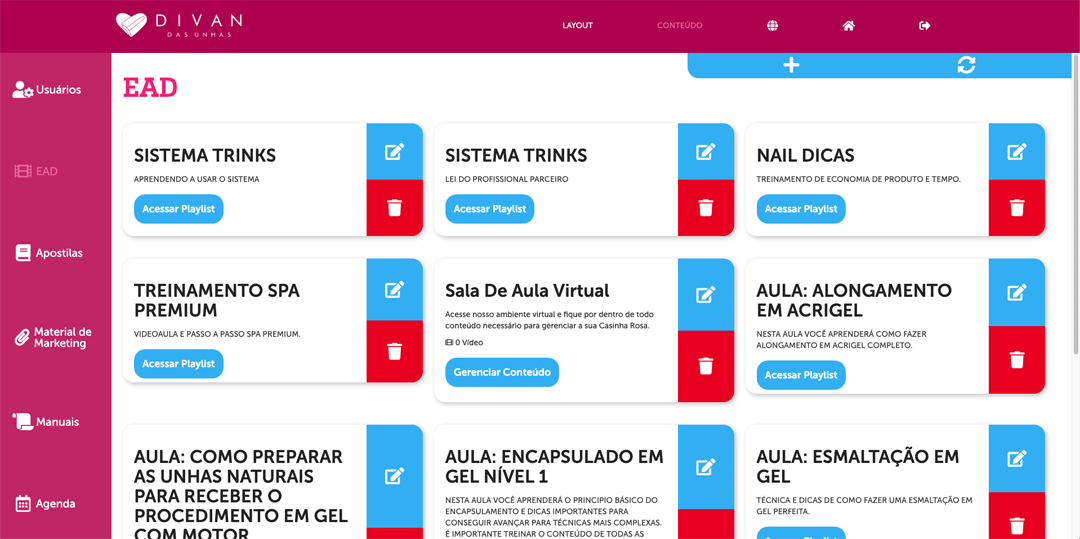 DIVAN
DAS UNHAS
LAYOUT
CONTEÚDO
Usuários
EAD
Apostilas
Material de
Marketing
Manuais
Agenda
EAD
SISTEMA TRINKS
APRENDENDO A USAR O SISTEMA
Acessar Playlist
SISTEMA TRINKS
LEI DO PROFISSIONAL PARCEIRO
Acessar Playlist
NAIL DICAS
TREINAMENTO DE ECONOMIA DE PRODUTO E TEMPO.
Acessar Playlist
TREINAMENTO SPA
PREMIUM
VIDEOAULA E PASSO A PASSO SPA PREMIUM.
Acessar Playlist
Sala De Aula Virtual
Acesse nosso ambiente virtual e fique por dentro de todo
conteúdo necessário para gerenciar a sua Casinha Rosa.
0 Vídeo
Gerenciar Conteúdo
AULA: ALONGAMENTO
EM ACRIGEL
NESTA AULA VOCÊ APRENDERÁ COMO FAZER
ALONGAMENTO EM ACRIGEL COMPLETO.
Acessar Playlist
AULA: COMO PREPARAR
AS UNHAS NATURAIS
PARA RECEBER O
PROCEDIMENTO EM GEL
COM MOTOR
AULA: ENCAPSULADO EM
GEL NÍVEL 1
NESTA AULA VOCÊ APRENDERÁ O PRINCIPIO BÁSICO DO
ENCAPSULAMENTO E DICAS IMPORTANTES PARA
CONSEGUIR AVANÇAR PARA TÉCNICAS MAIS COMPLEXAS.
É IMPORTANTE TREINAR O CONTEÚDO DE TODAS AS
AULA: ESMALTAÇÃO EM
GEL
TÉCNICA E DICAS DE COMO FAZER UMA ESMALTAÇÃO EM
GEL PERFEITA.
Acessar Playlist